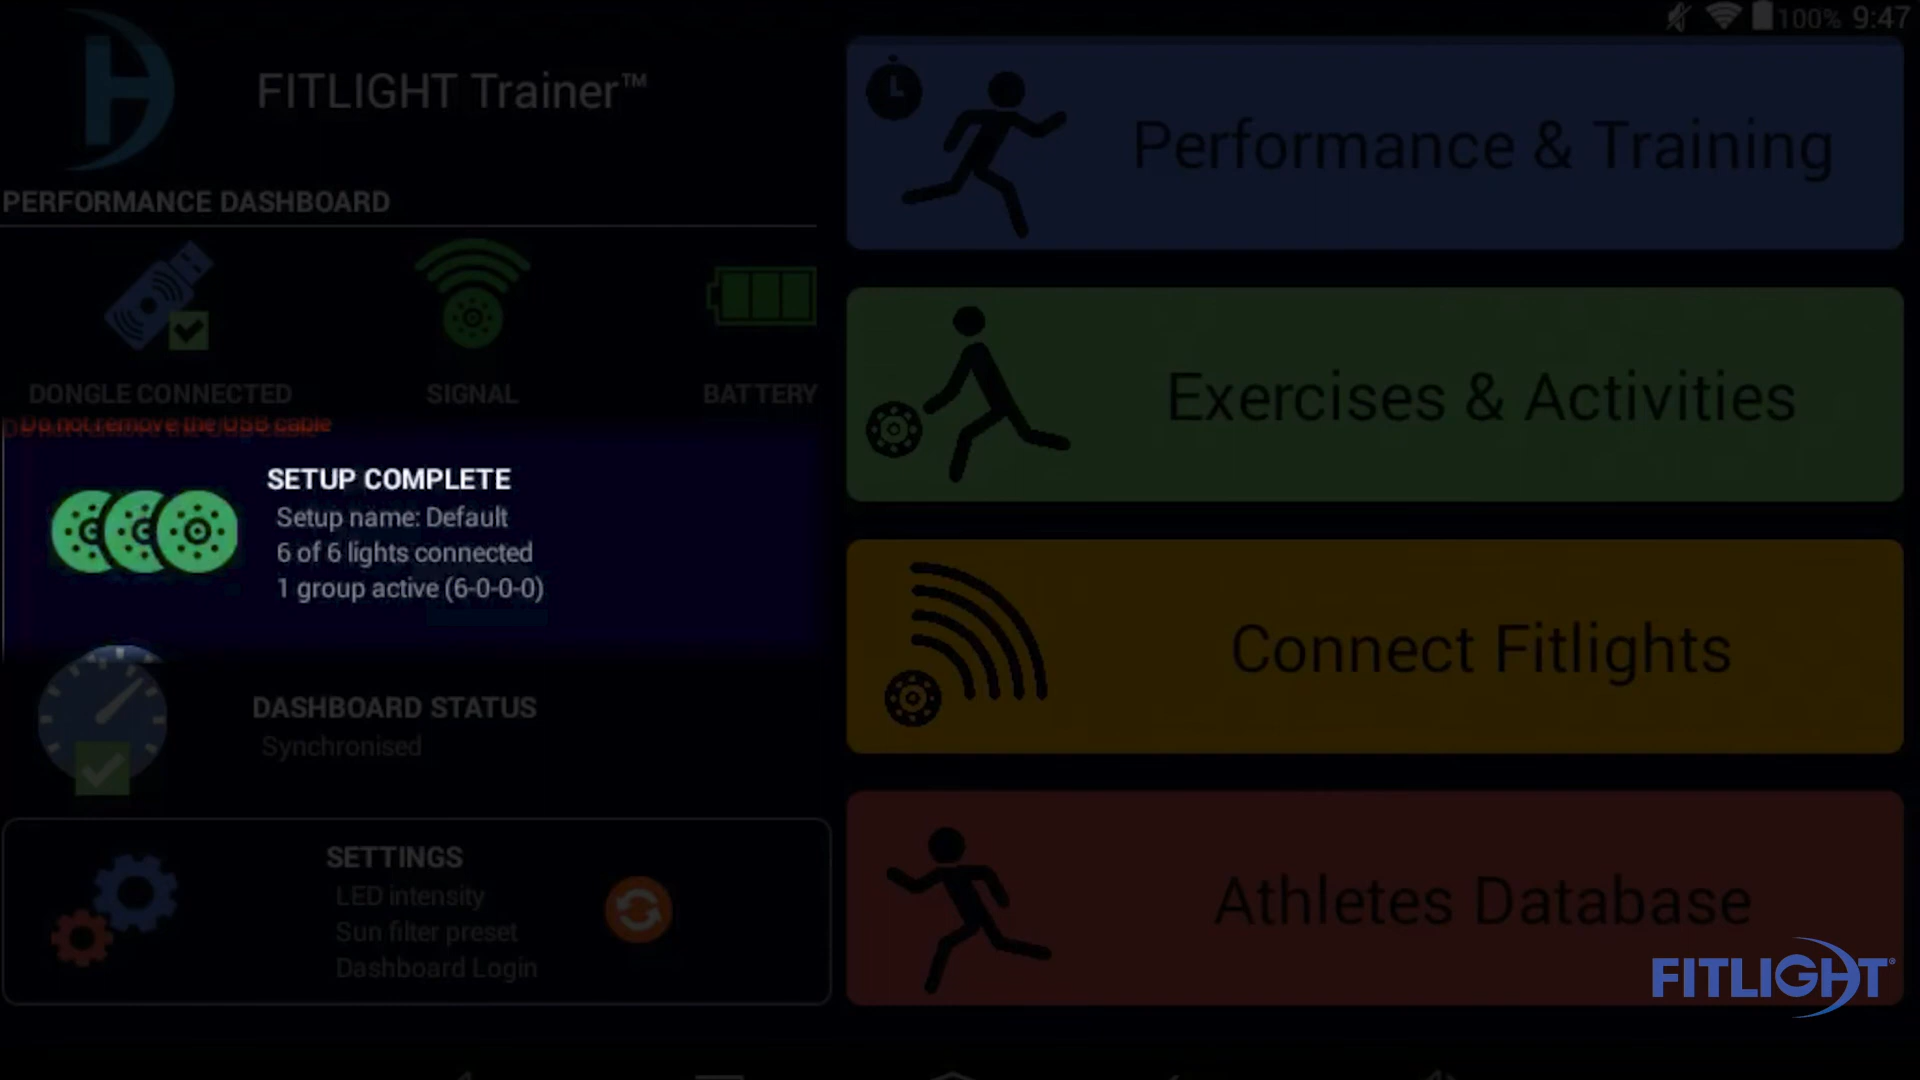 100% 9:47
FITLIGHT Trainer™
PERFORMANCE DASHBOARD
DONGLE CONNECTED
SIGNAL
BATTERY
Do not remove the USB cable
SETUP COMPLETE
Setup name: Default
6 of 6 lights connected
1 group active (6-0-0-0)
DASHBOARD STATUS
Synchronised
SETTINGS
LED intensity
Sun filter preset
Dashboard Login
Performance & Training
Exercises & Activities
Connect Fitlights
Athletes Database
FITLIGHT®